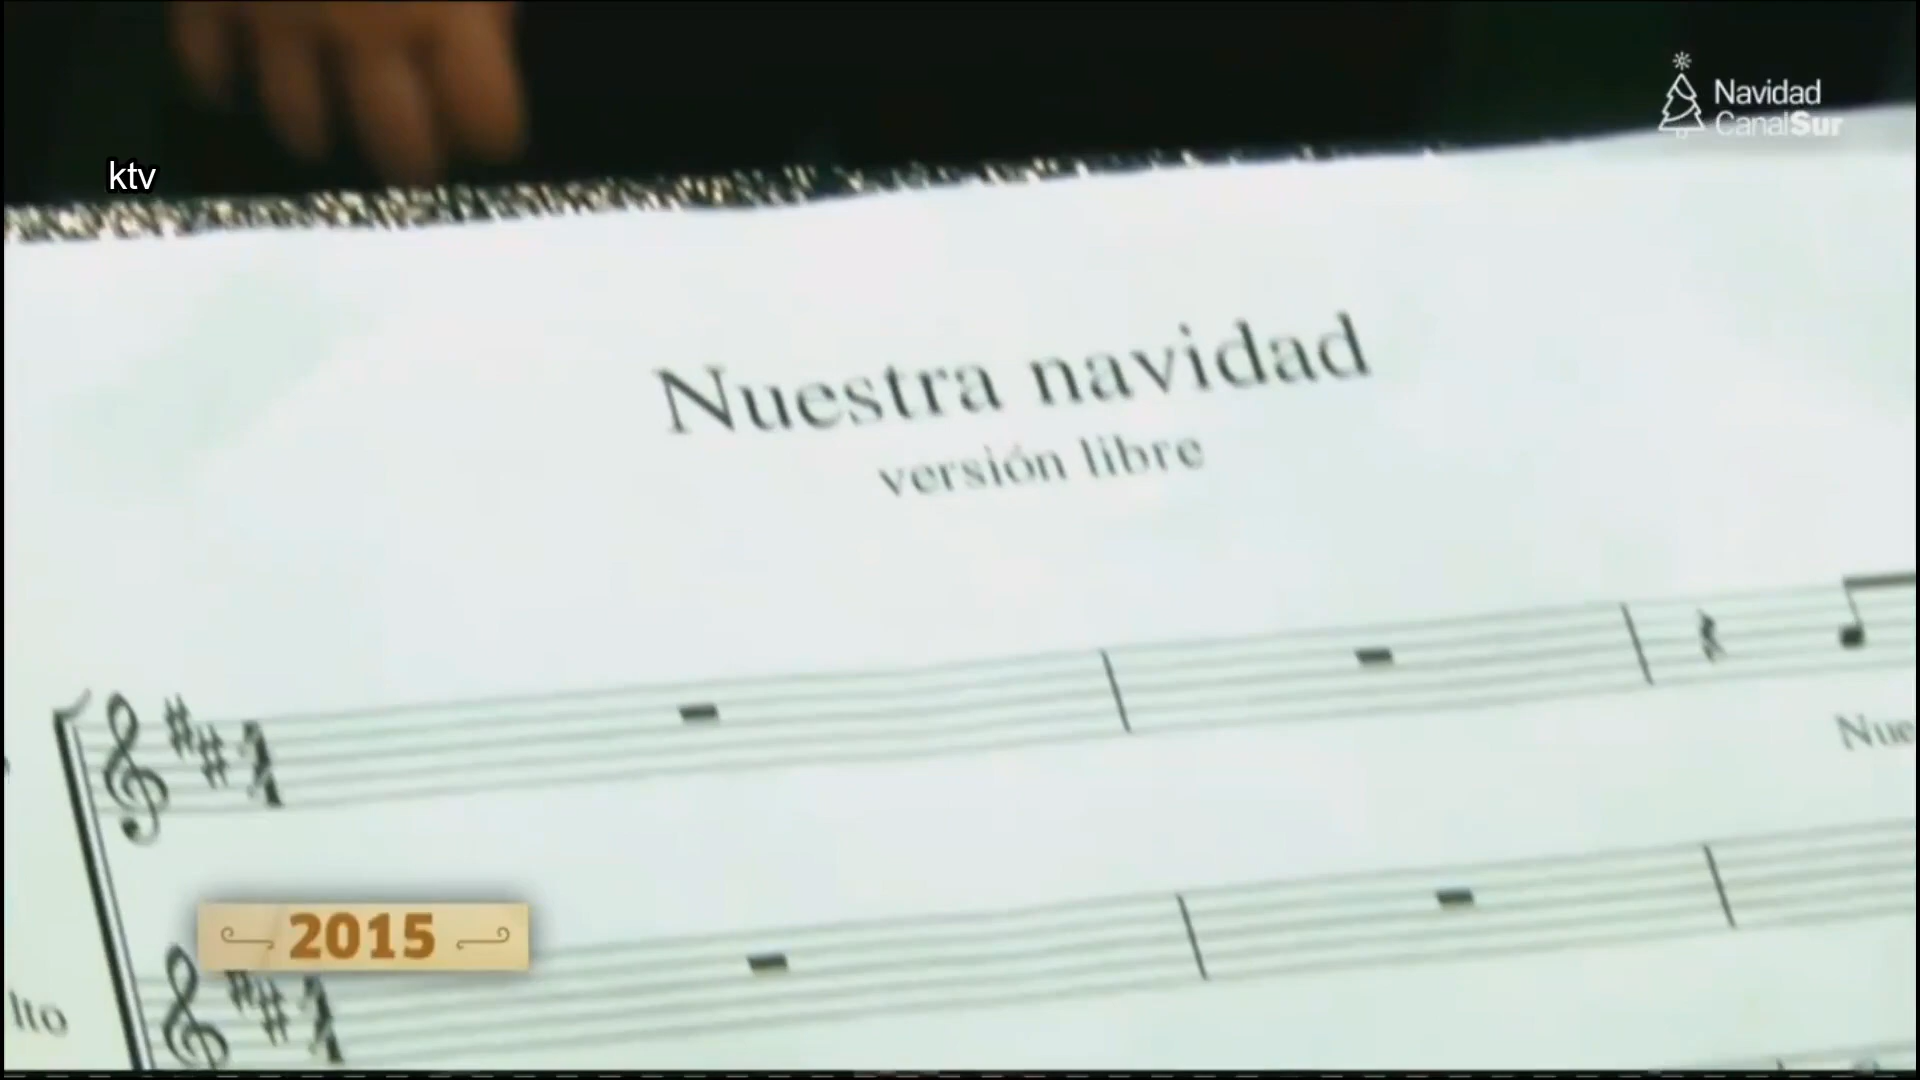 Navidad
CanalSur
ktv
Nuestra navidad
versión libre
Nue
2015
lto